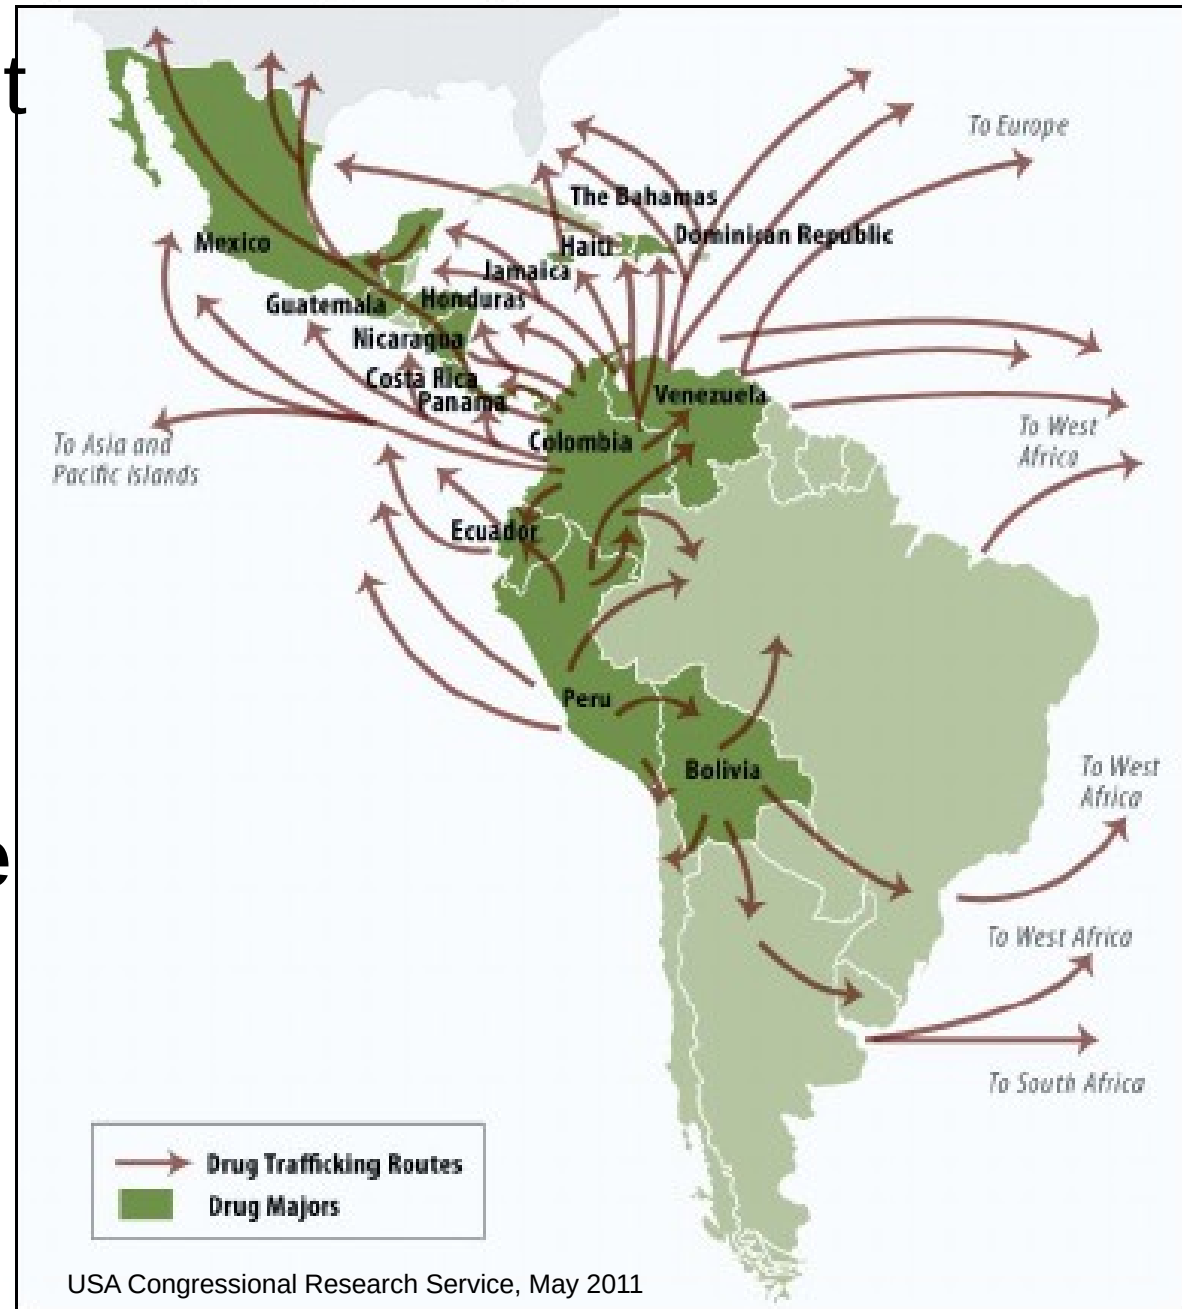 t
To Europe
The Bahamas
Dominican Republic
Mexico
Haiti
Jamaica
Guatemala
Honduras
Nicaragua
Costa Rica
Panama
Venezuela
Colombia
To West
Africa
To Asia and
Pacific Islands
Ecuador
Peru
Bolivia
To West
Africa
e
To West Africa
To South Africa
Drug Trafficking Routes
Drug Majors
USA Congressional Research Service, May 2011